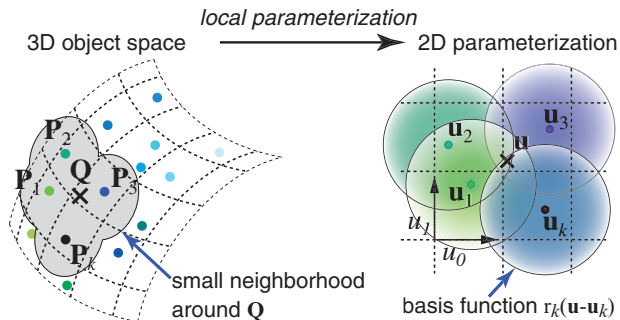 local parameterization
3D object space
2D parameterization
P₂
Q
P₁
P₃
Pₖ
small neighborhood
around Q
u₂
u₃
u
u₁
uₖ
u₁
u₀
basis function rₖ(u-uₖ)